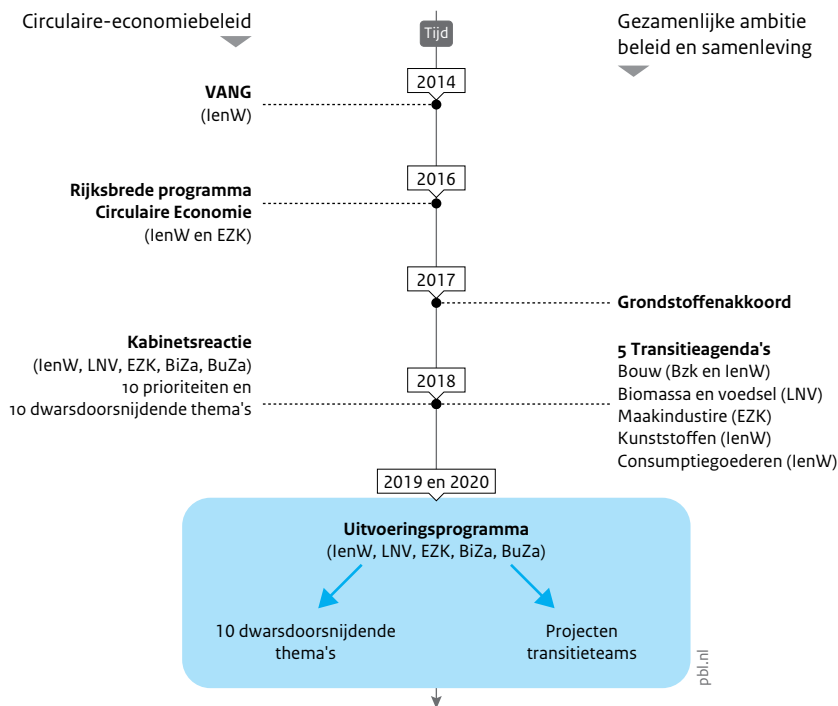 Circulaire-economiebeleid
Tijd
Gezamenlijke ambitie
beleid en samenleving
2014
VANG
(IenW)
2016
Rijksbrede programma
Circulaire Economie
(IenW en EZK)
2017
Grondstoffenakkoord
Kabinetsreactie
(IenW, LNV, EZK, BiZa, BuZa)
10 prioriteiten en
10 dwarsdoorsnijdende thema's
2018
5 Transitieagenda's
Bouw (Bzk en IenW)
Biomassa en voedsel (LNV)
Maakindustire (EZK)
Kunststoffen (IenW)
Consumptiegoederen (IenW)
2019 en 2020
Uitvoeringsprogramma
(IenW, LNV, EZK, BiZa, BuZa)
10 dwarsdoorsnijdende
thema's
Projecten
transitieteams
pbl.nl